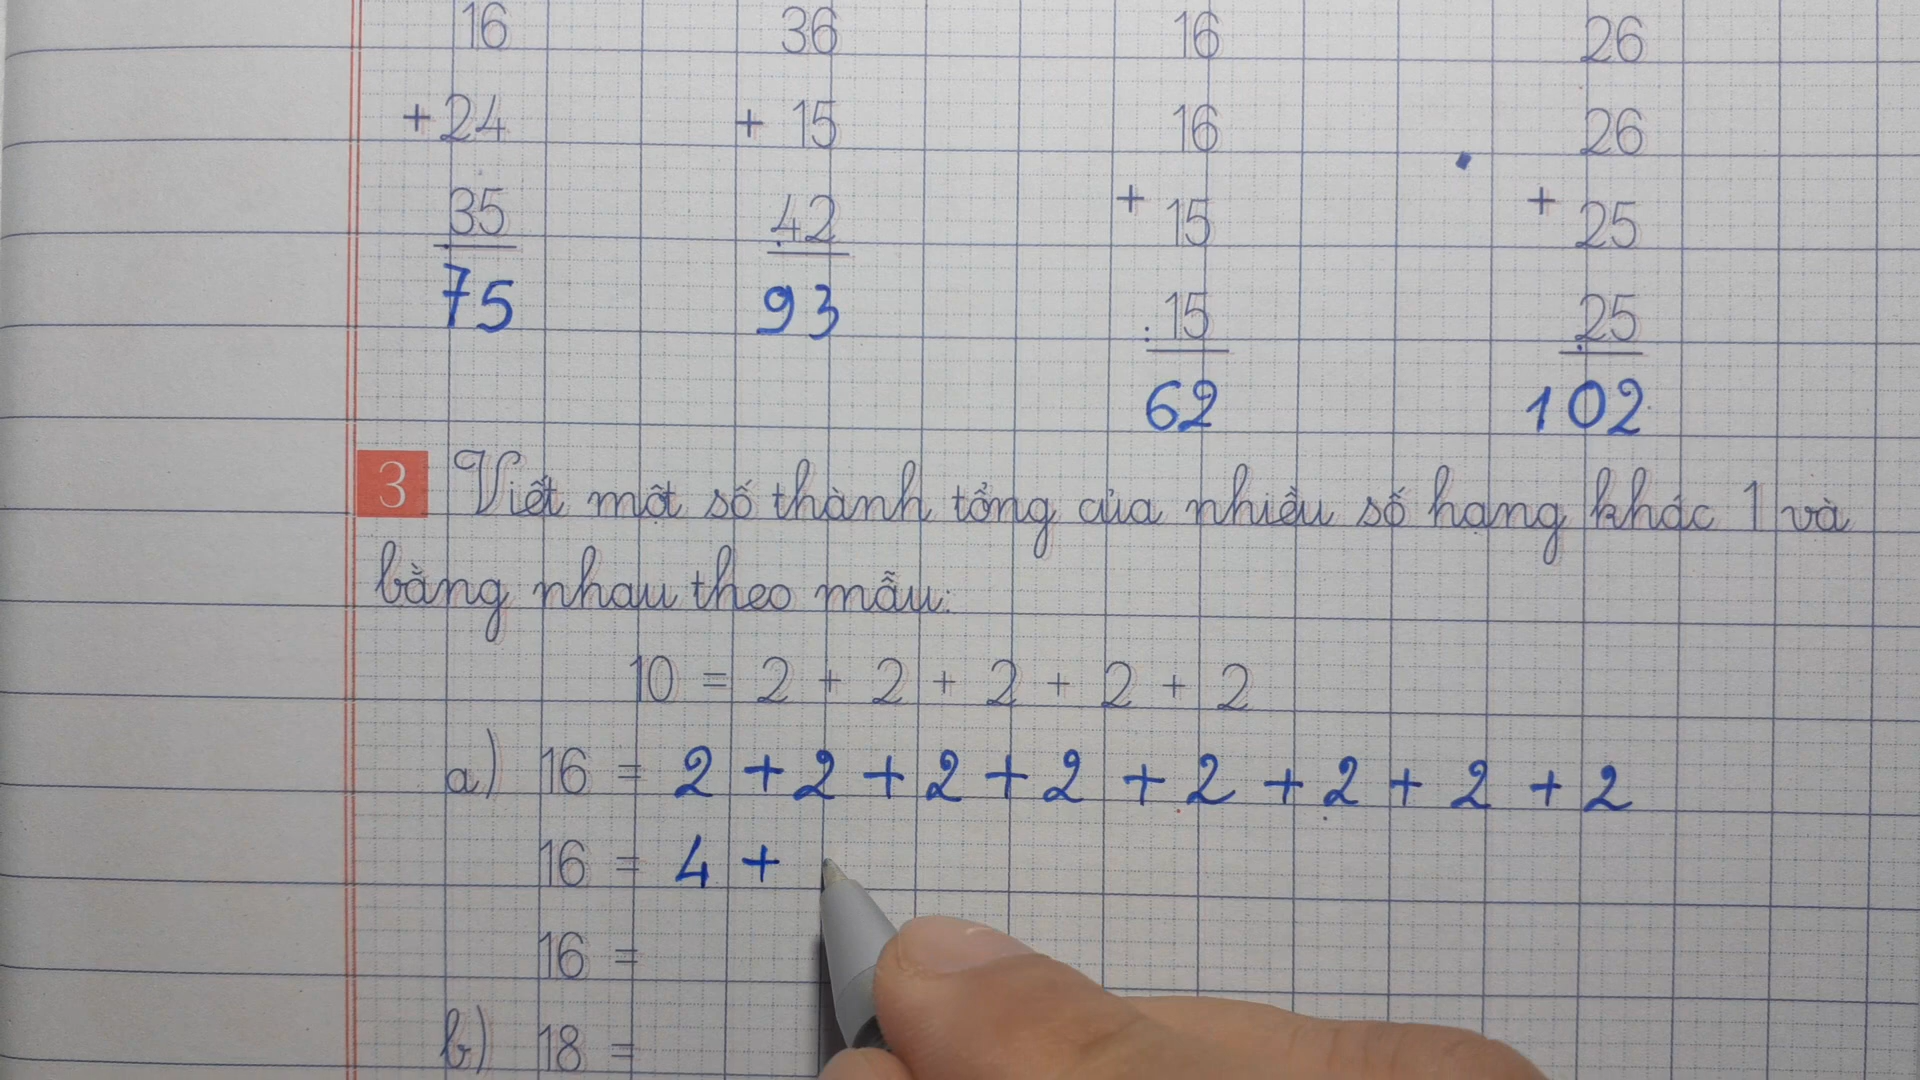 16 36 16 26
+ 24 + 15 16 26
35 42 + 15 + 25
75 93 15 25
62 102
3 Viết một số thành tổng của nhiều số hạng khác 1 và
bằng nhau theo mẫu:
10 = 2 + 2 + 2 + 2 + 2
a) 16 = 2 + 2 + 2 + 2 + 2 + 2 + 2 + 2
16 = 4 +
16 =
b) 18 =